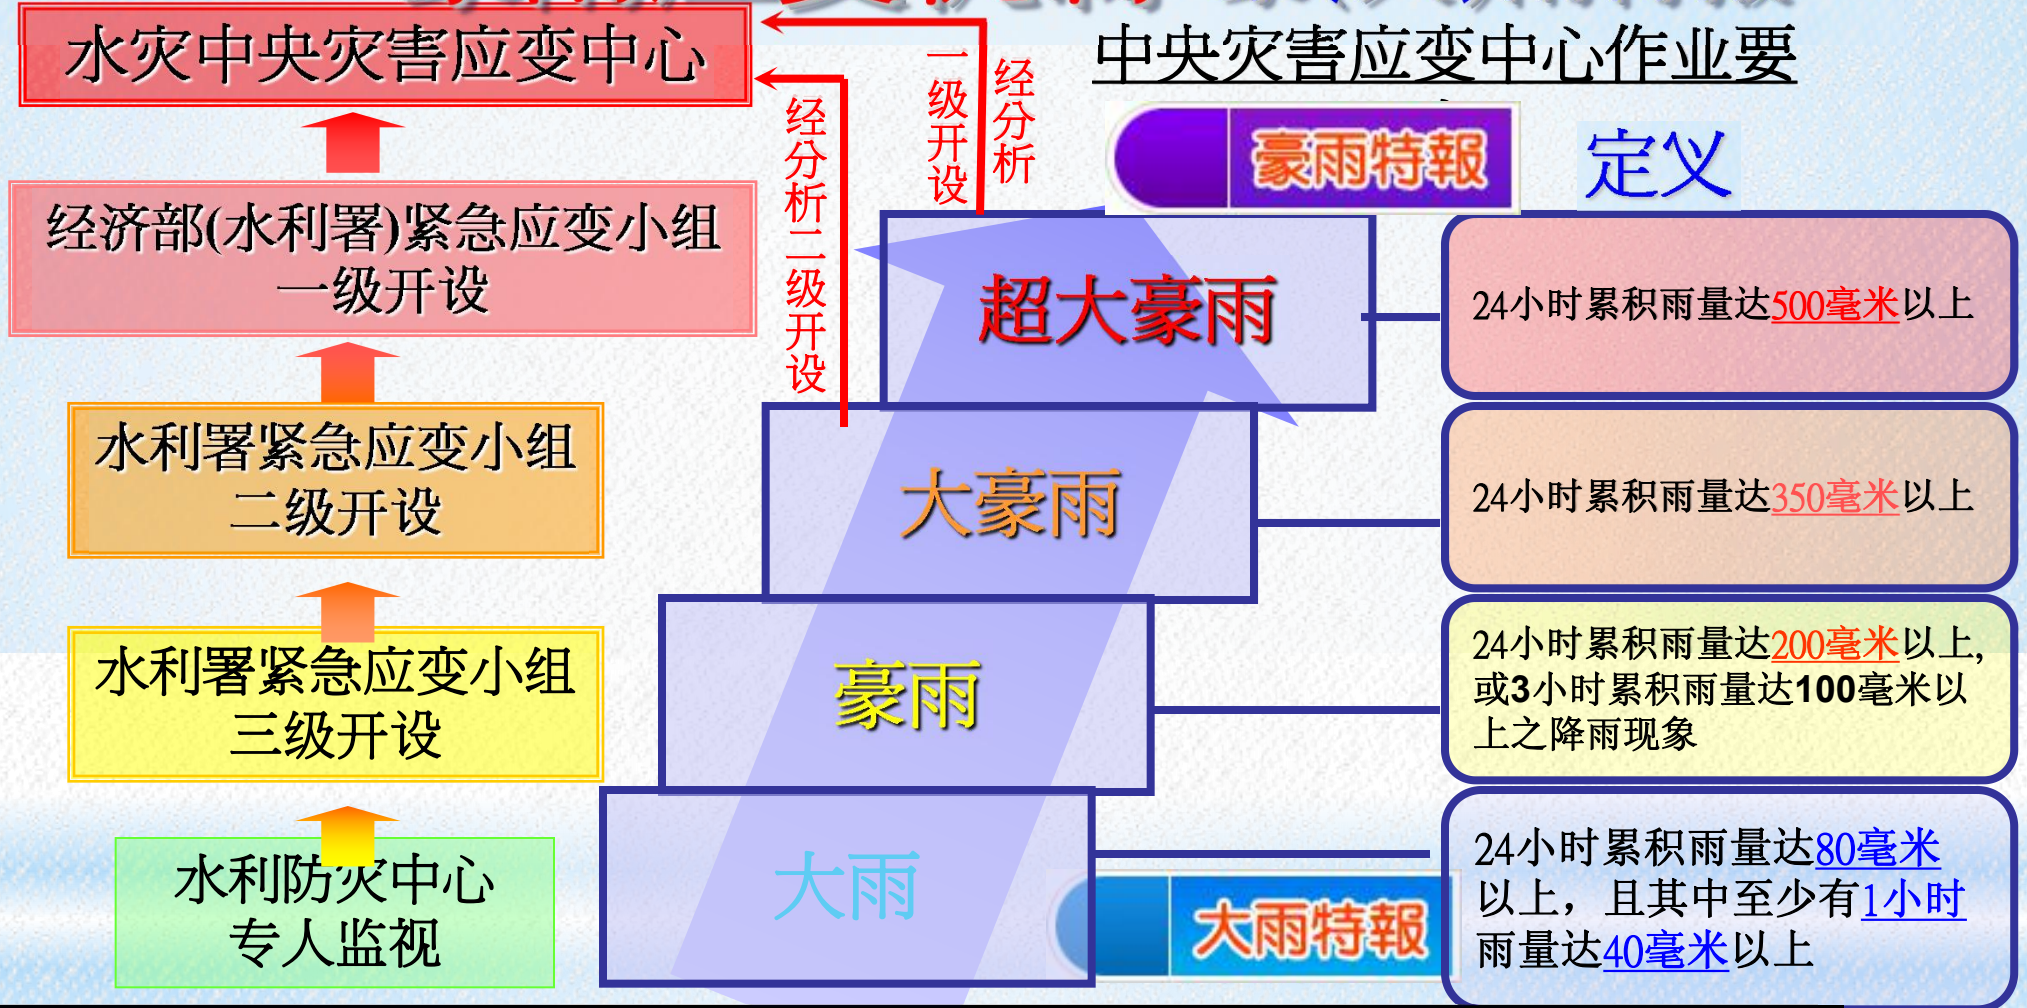 水灾中央灾害应变中心
中央灾害应变中心作业要
经分析二级开设
一级开设
经分析
豪雨特報
定义
经济部(水利署)紧急应变小组
一级开设
超大豪雨
24小时累积雨量达500毫米以上
水利署紧急应变小组
二级开设
大豪雨
24小时累积雨量达350毫米以上
水利署紧急应变小组
三级开设
豪雨
24小时累积雨量达200毫米以上,
或3小时累积雨量达100毫米以
上之降雨现象
水利防灾中心
专人监视
大雨
大雨特報
24小时累积雨量达80毫米
以上，且其中至少有1小时
雨量达40毫米以上